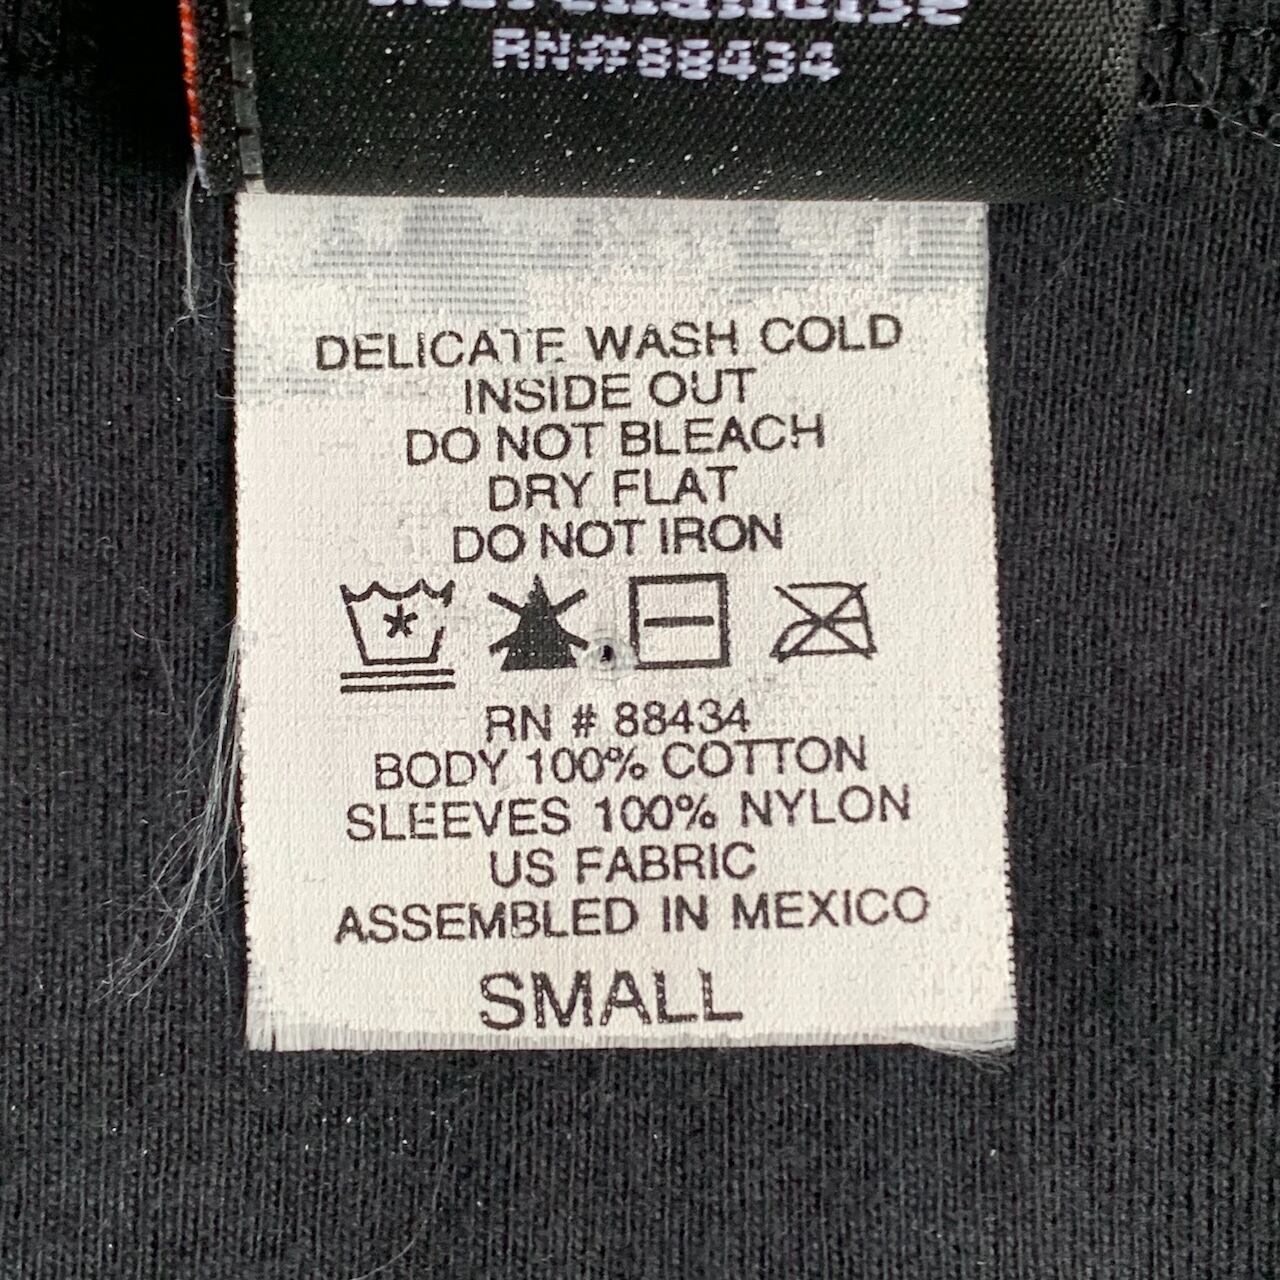 RN#88434
DELICATE WASH COLD
INSIDE OUT
DO NOT BLEACH
DRY FLAT
DO NOT IRON
RN # 88434
BODY 100% COTTON
SLEEVES 100% NYLON
US FABRIC
ASSEMBLED IN MEXICO
SMALL